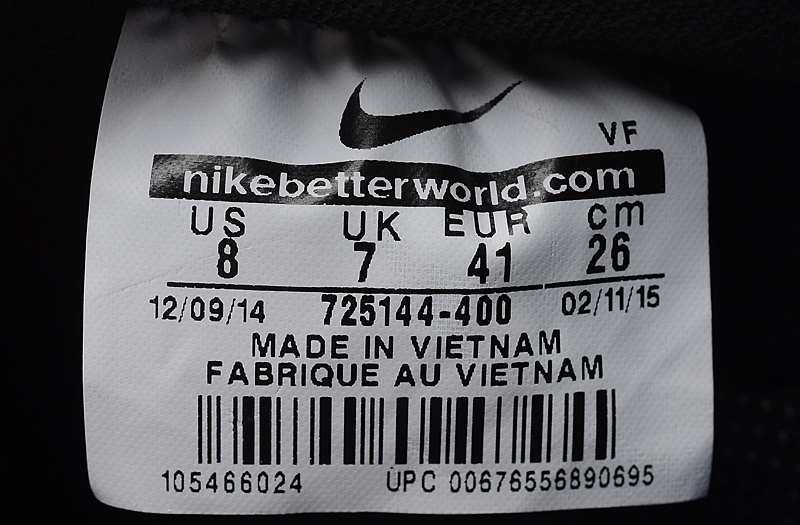 VF
nikebetterworld.com
US UK EUR cm
8 7 41 26
12/09/14 725144-400 02/11/15
MADE IN VIETNAM
FABRIQUE AU VIETNAM
105466024 UPC 00676556890695